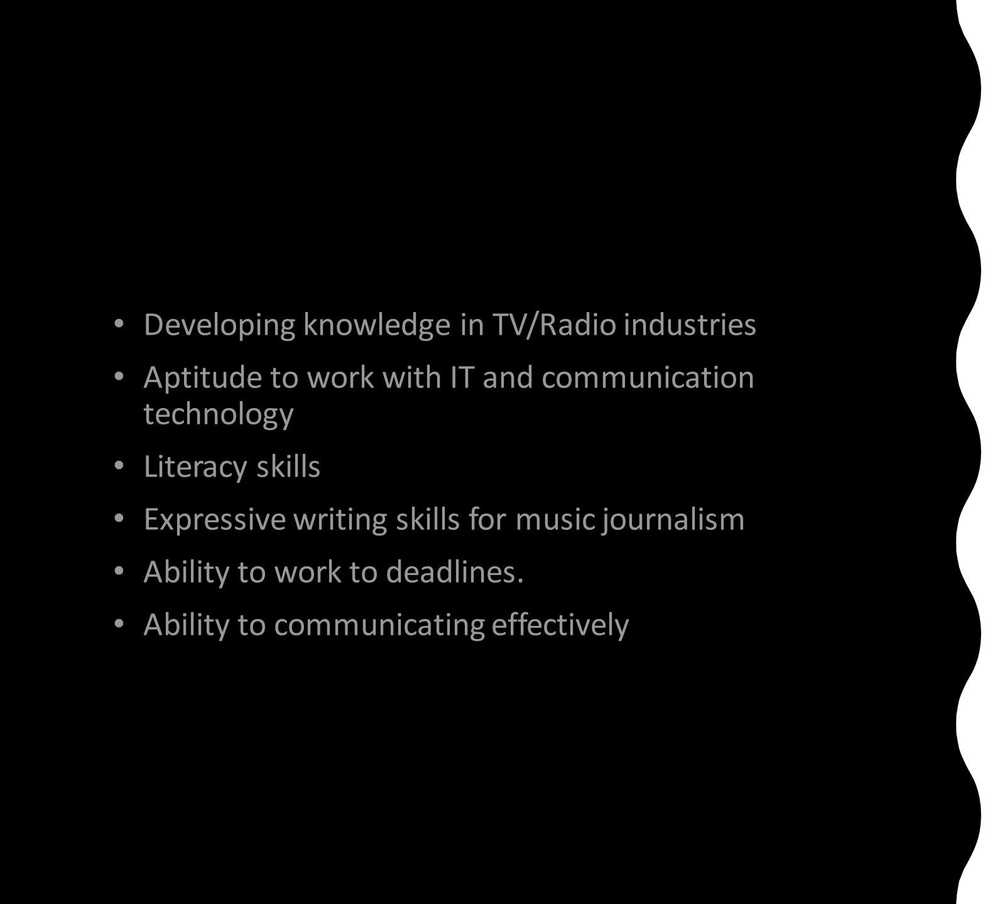 • Developing knowledge in TV/Radio industries
• Aptitude to work with IT and communication
technology
• Literacy skills
• Expressive writing skills for music journalism
• Ability to work to deadlines.
• Ability to communicating effectively